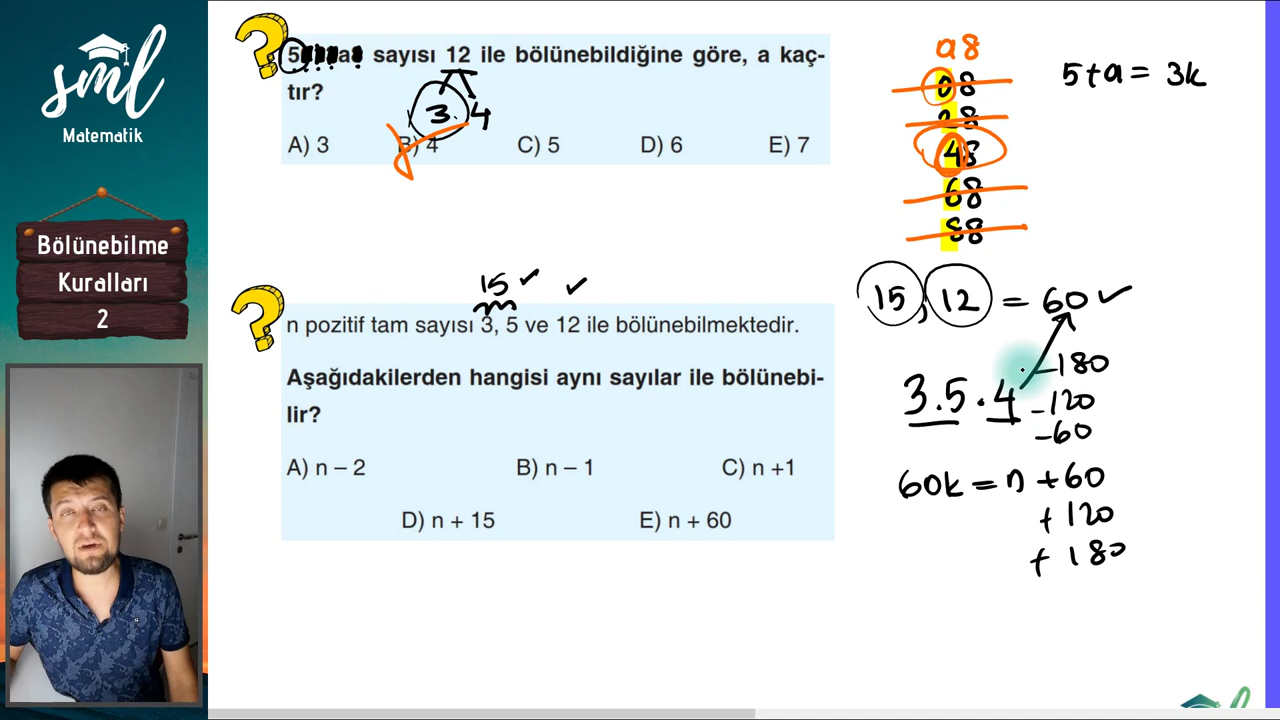 sml
Matematik
Bölünebilme
Kuralları
2
5 a8 sayısı 12 ile bölünebildiğine göre, a kaç-
tır?
3.4
A) 3 B) 4 C) 5 D) 6 E) 7
a8
08
28
48
68
88
5+a = 3k
15 ✓ ✓
n pozitif tam sayısı 3, 5 ve 12 ile bölünebilmektedir.
Aşağıdakilerden hangisi aynı sayılar ile bölünebi-
lir?
A) n – 2 B) n – 1 C) n +1
D) n + 15 E) n + 60
15, 12 = 60 ✓
3.5.4
-180
-120
-60
60k = n +60
+ 120
+ 180